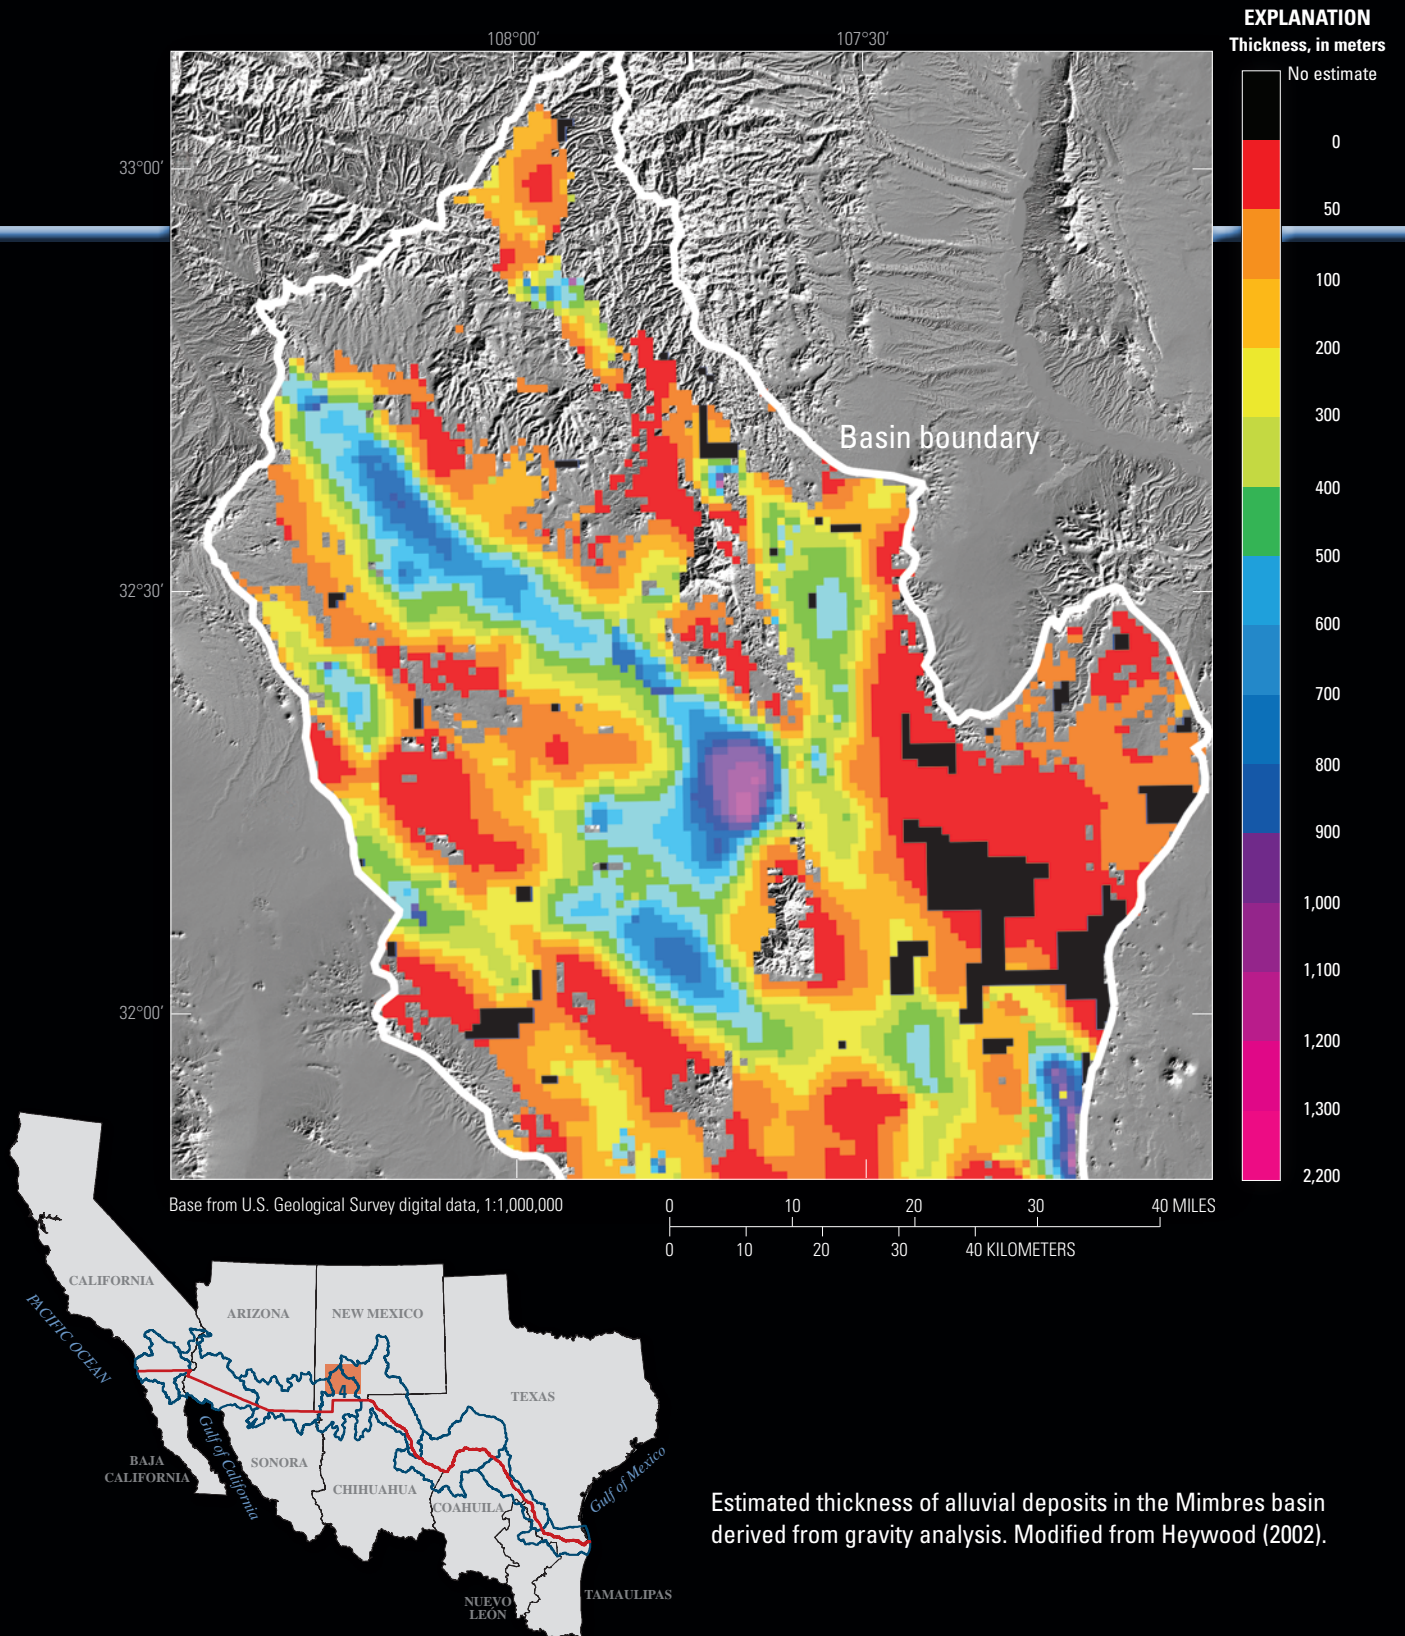 EXPLANATION
Thickness, in meters
No estimate
0
50
100
200
300
400
500
600
700
800
900
1,000
1,100
1,200
1,300
2,200
108°00'
107°30'
33°00'
32°30'
32°00'
Basin boundary
Base from U.S. Geological Survey digital data, 1:1,000,000
0 10 20 30 40 MILES
0 10 20 30 40 KILOMETERS
CALIFORNIA
ARIZONA
NEW MEXICO
PACIFIC OCEAN
4
TEXAS
BAJA
CALIFORNIA
Gulf of California
SONORA
CHIHUAHUA
COAHUILA
Gulf of Mexico
NUEVO
LEÓN
TAMAULIPAS
Estimated thickness of alluvial deposits in the Mimbres basin
derived from gravity analysis. Modified from Heywood (2002).